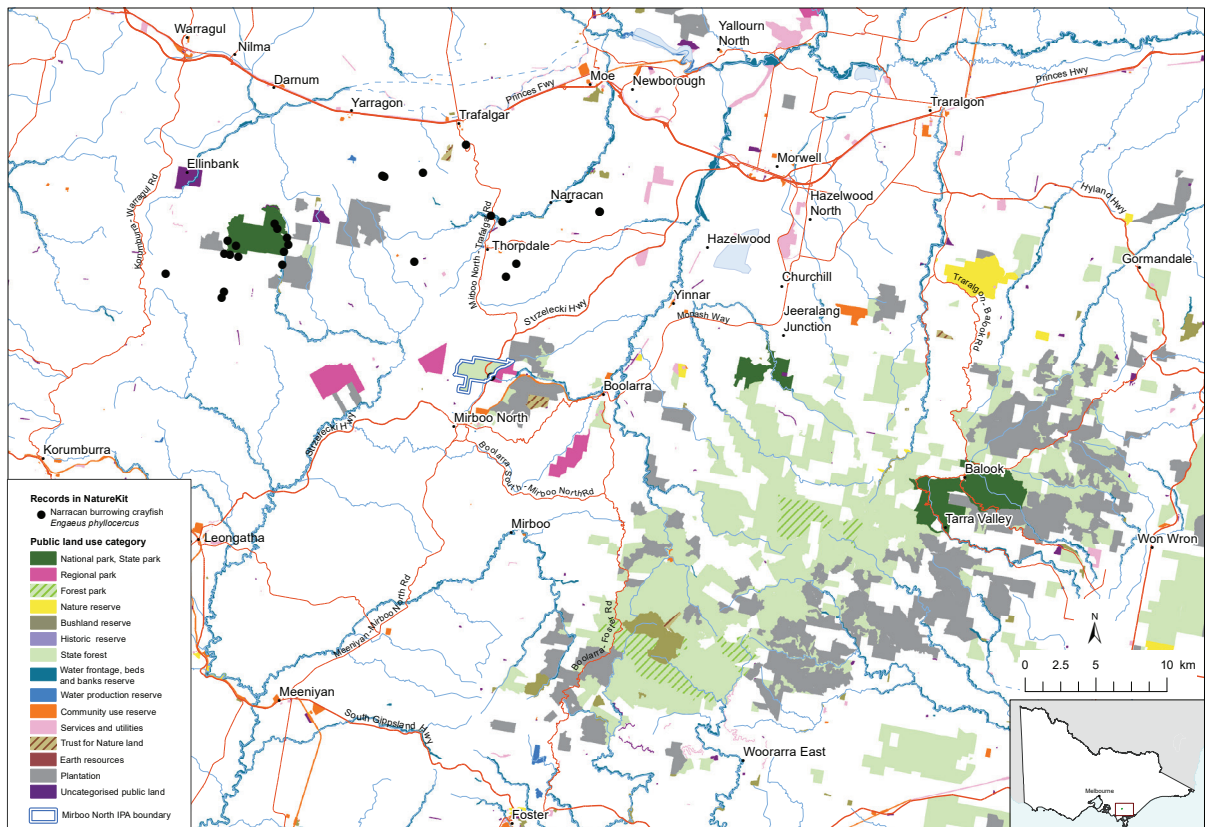 Warragul
Nilma
Darnum
Yarragon
Trafalgar
Princes Fwy
Moe
Newborough
Yallourn
North
Princes Hwy
Traralgon
Ellinbank
Korumburra - Warragul Rd
Narracan
Morwell
Hazelwood
North
Hyland Hwy
Mirboo North - Trafalgar Rd
Thorpdale
Hazelwood
Gormandale
Churchill
Traralgon - Balook Rd
Yinnar
Strzelecki Hwy
Monash Way
Jeeralang
Junction
Boolarra
Mirboo North
Strzelecki Hwy
Korumburra
Boolarra South - Mirboo North Rd
Balook
Tarra Valley
Mirboo
Won Wron
Leongatha
Meeniyan-Mirboo North Rd
Boolarra - Foster Rd
Meeniyan
South Gippsland Hwy
Woorarra East
Foster
Records in NatureKit
Narracan burrowing crayfish
Engaeus phyllocercus
Public land use category
National park, State park
Regional park
Forest park
Nature reserve
Bushland reserve
Historic reserve
State forest
Water frontage, beds
and banks reserve
Water production reserve
Community use reserve
Services and utilities
Trust for Nature land
Earth resources
Plantation
Uncategorised public land
Mirboo North IPA boundary
N
0 2.5 5 10 km
Melbourne